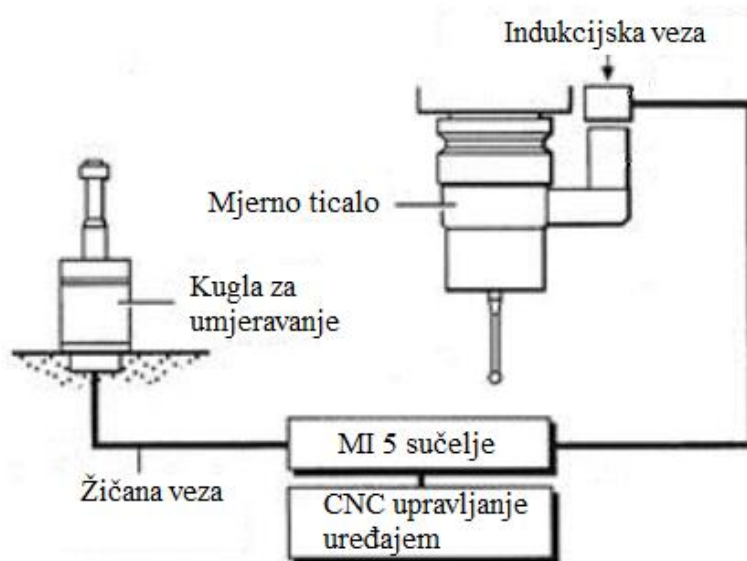 Indukcijska veza
Mjerno ticalo
Kugla za
umjeravanje
MI 5 sučelje
Žičana veza
CNC upravljanje
uređajem